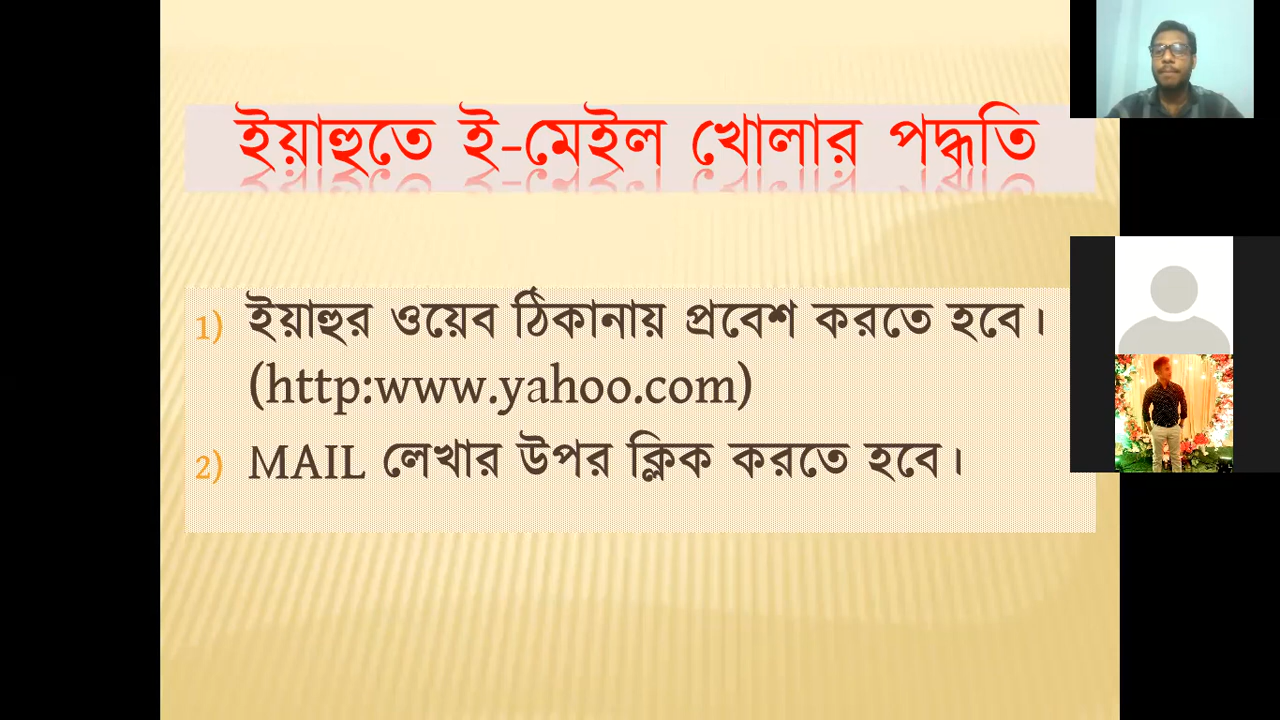 ইয়াহুতে ই-মেইল খোলার পদ্ধতি
1) ইয়াহুর ওয়েব ঠিকানায় প্রবেশ করতে হবে।
(http:www.yahoo.com)
2) MAIL লেখার উপর ক্লিক করতে হবে।